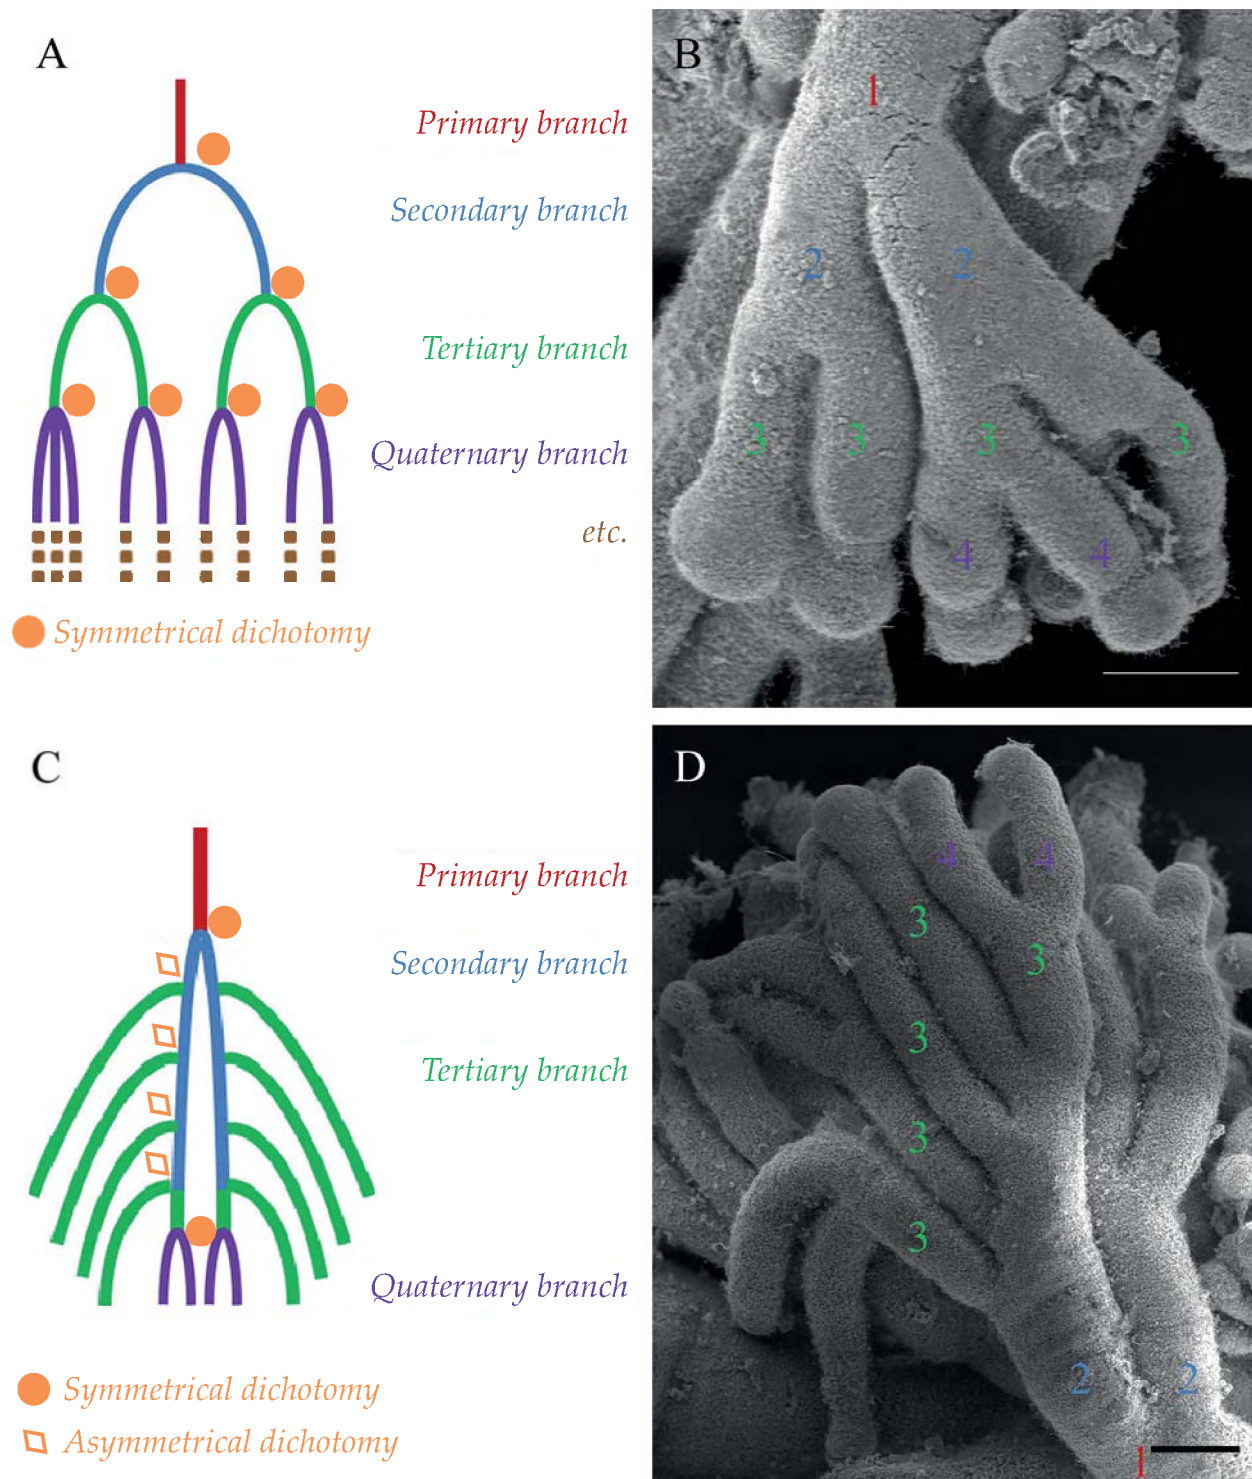 A
Primary branch
Secondary branch
Tertiary branch
Quaternary branch
etc.
Symmetrical dichotomy
B
1
2 2
3 3 3 3
4 4
C
Primary branch
Secondary branch
Tertiary branch
Quaternary branch
Symmetrical dichotomy
Asymmetrical dichotomy
D
4 4
3
3
3
3
3
2 2
1